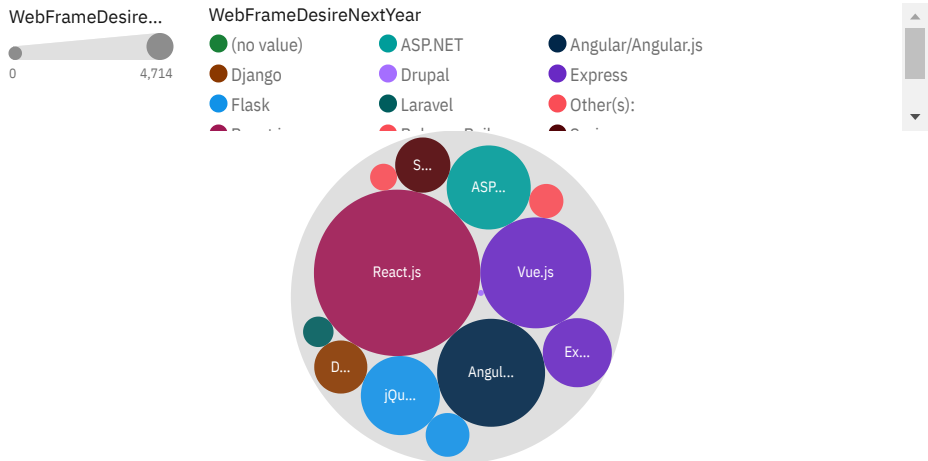 WebFrameDesire...
0
4,714
WebFrameDesireNextYear
(no value)
ASP.NET
Angular/Angular.js
Django
Drupal
Express
Flask
Laravel
Other(s):
S...
ASP...
React.js
Vue.js
Ex...
D...
Angul...
jQu...